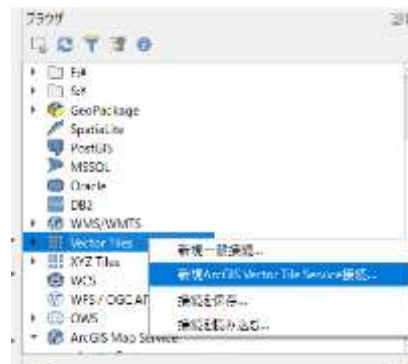 ブラウザ
E:¥
S:¥
GeoPackage
SpatiaLite
PostGIS
MSSQL
Oracle
DB2
WMS/WMTS
Vector Tiles
新規一般接続...
XYZ Tiles
新規ArcGIS Vector Tile Service接続...
WCS
WFS / OGC AP
接続を保存...
OWS
接続を読み込む...
ArcGIS Map Service